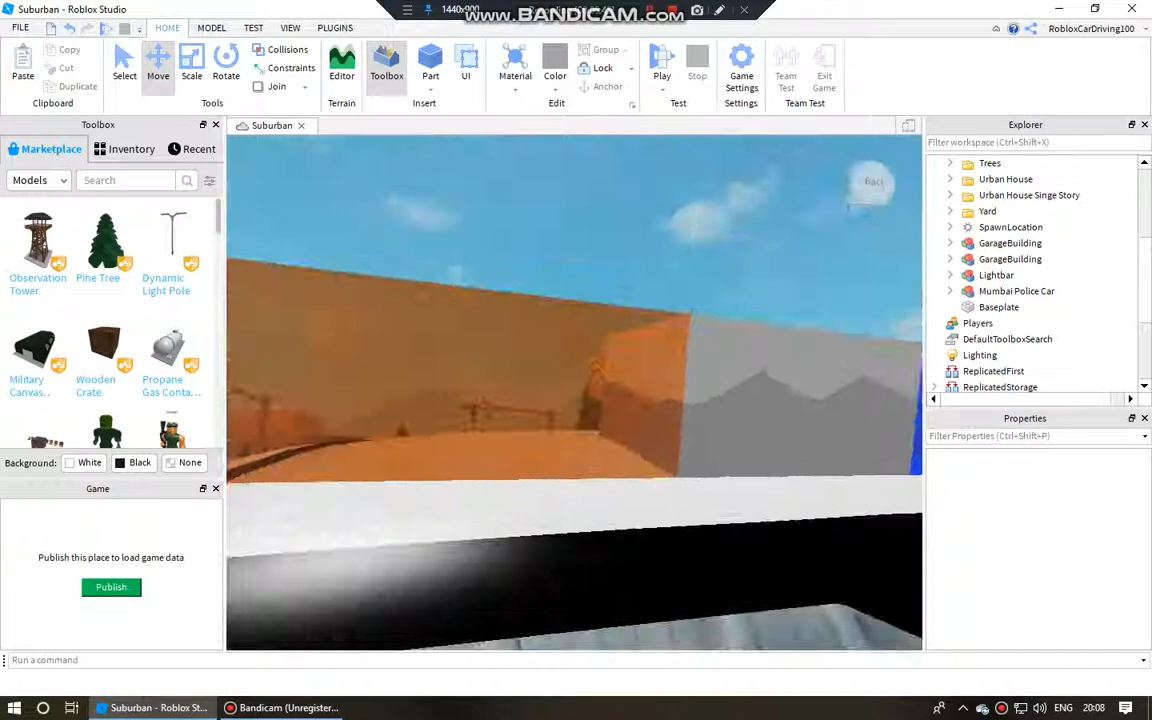 Suburban - Roblox Studio
1440x900
www.BANDICAM.com
FILE HOME MODEL TEST VIEW PLUGINS RobloxCarDriving100
Paste Copy Cut Duplicate Clipboard
Select Move Scale Rotate Collisions Constraints Join Tools
Editor Terrain
Toolbox Part UI Insert
Material Color Group Lock Anchor Edit
Play Stop Test
Game Settings Settings
Team Test Exit Game Team Test
Toolbox
Marketplace Inventory Recent
Models Search
Observation Tower
Pine Tree
Dynamic Light Pole
Military Canvas...
Wooden Crate
Propane Gas Conta...
Background: White Black None
Game
Publish this place to load game data
Publish
Suburban
Back
Explorer
Filter workspace (Ctrl+Shift+X)
Trees
Urban House
Urban House Singe Story
Yard
SpawnLocation
GarageBuilding
GarageBuilding
Lightbar
Mumbai Police Car
Baseplate
Players
DefaultToolboxSearch
Lighting
ReplicatedFirst
ReplicatedStorage
Properties
Filter Properties (Ctrl+Shift+P)
Run a command
Suburban - Roblox St... Bandicam (Unregister... ENG 20:08